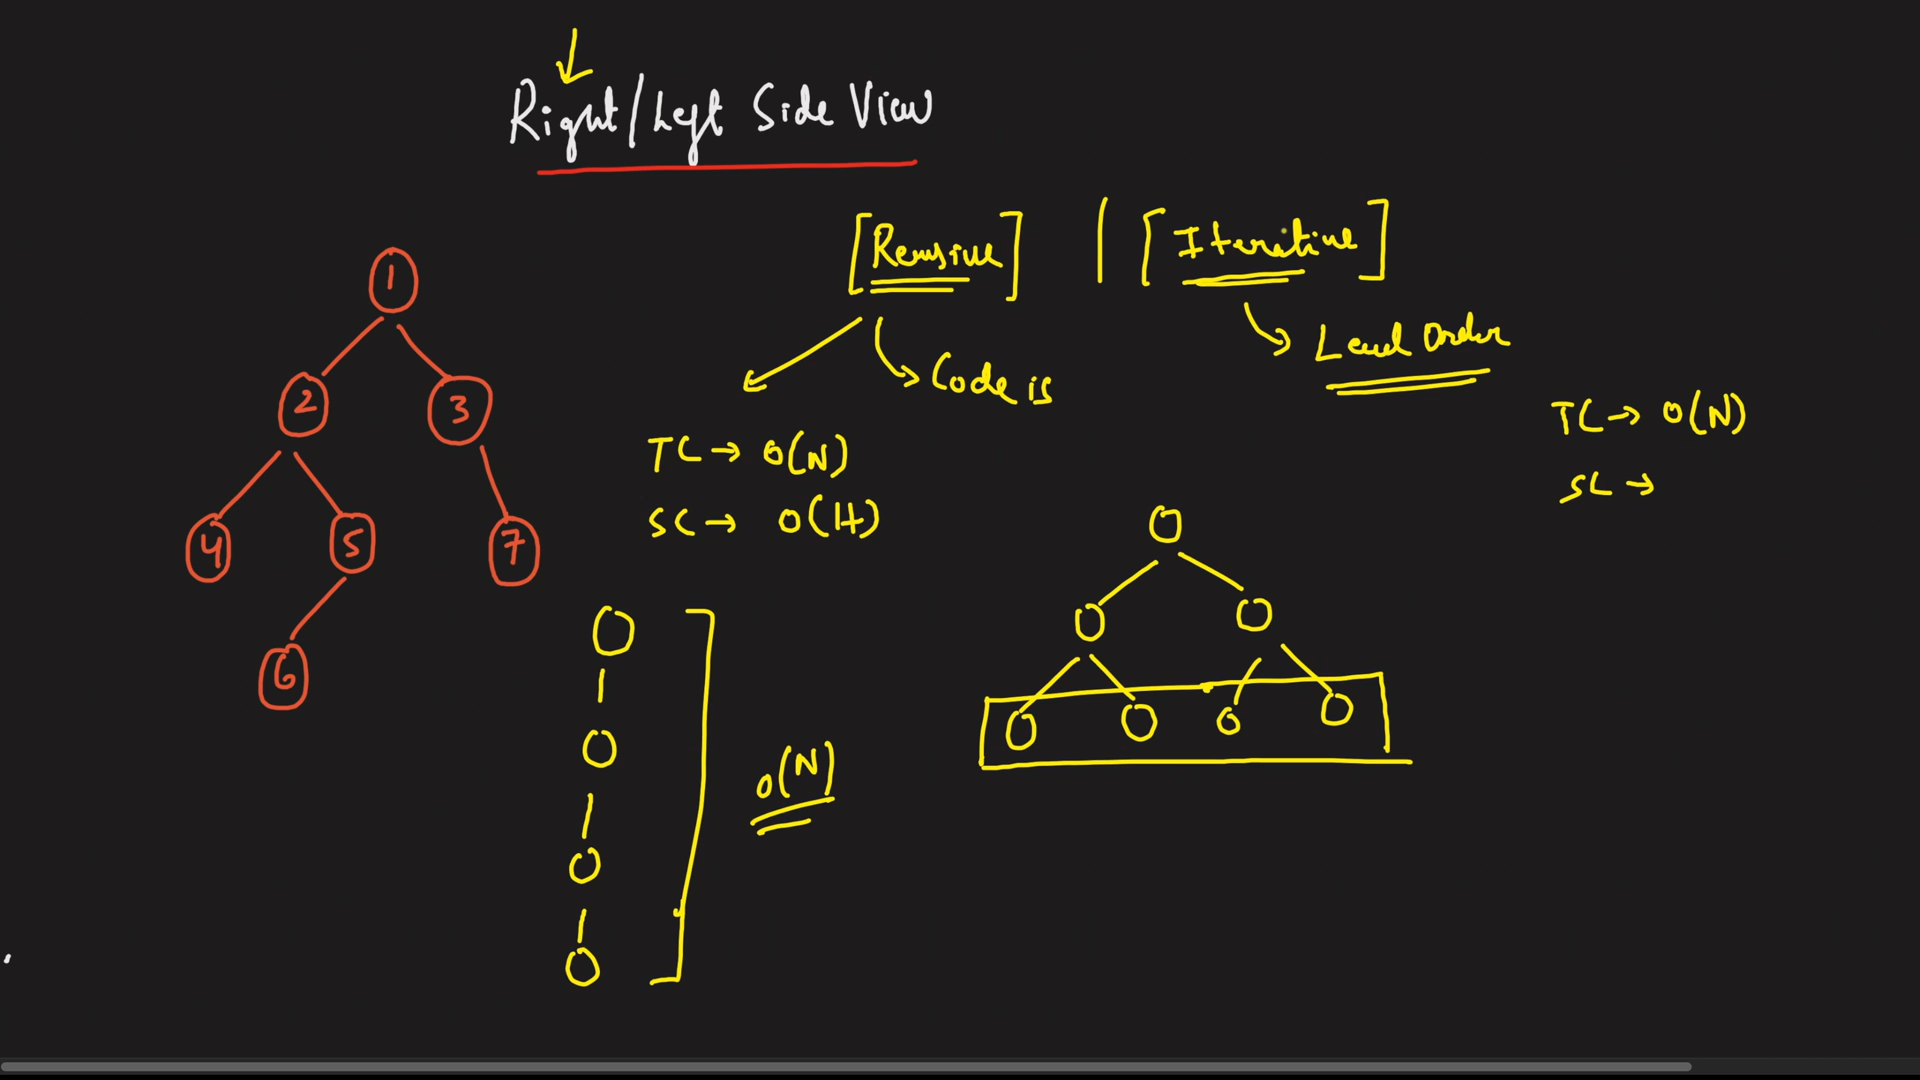 Right/Left Side View
[Recursive] | [Iterative]
Level Order
Code is
TC → O(N)
SC → O(H)
TC → O(N)
SC →
1
2 3
4 5 7
6
O(N)